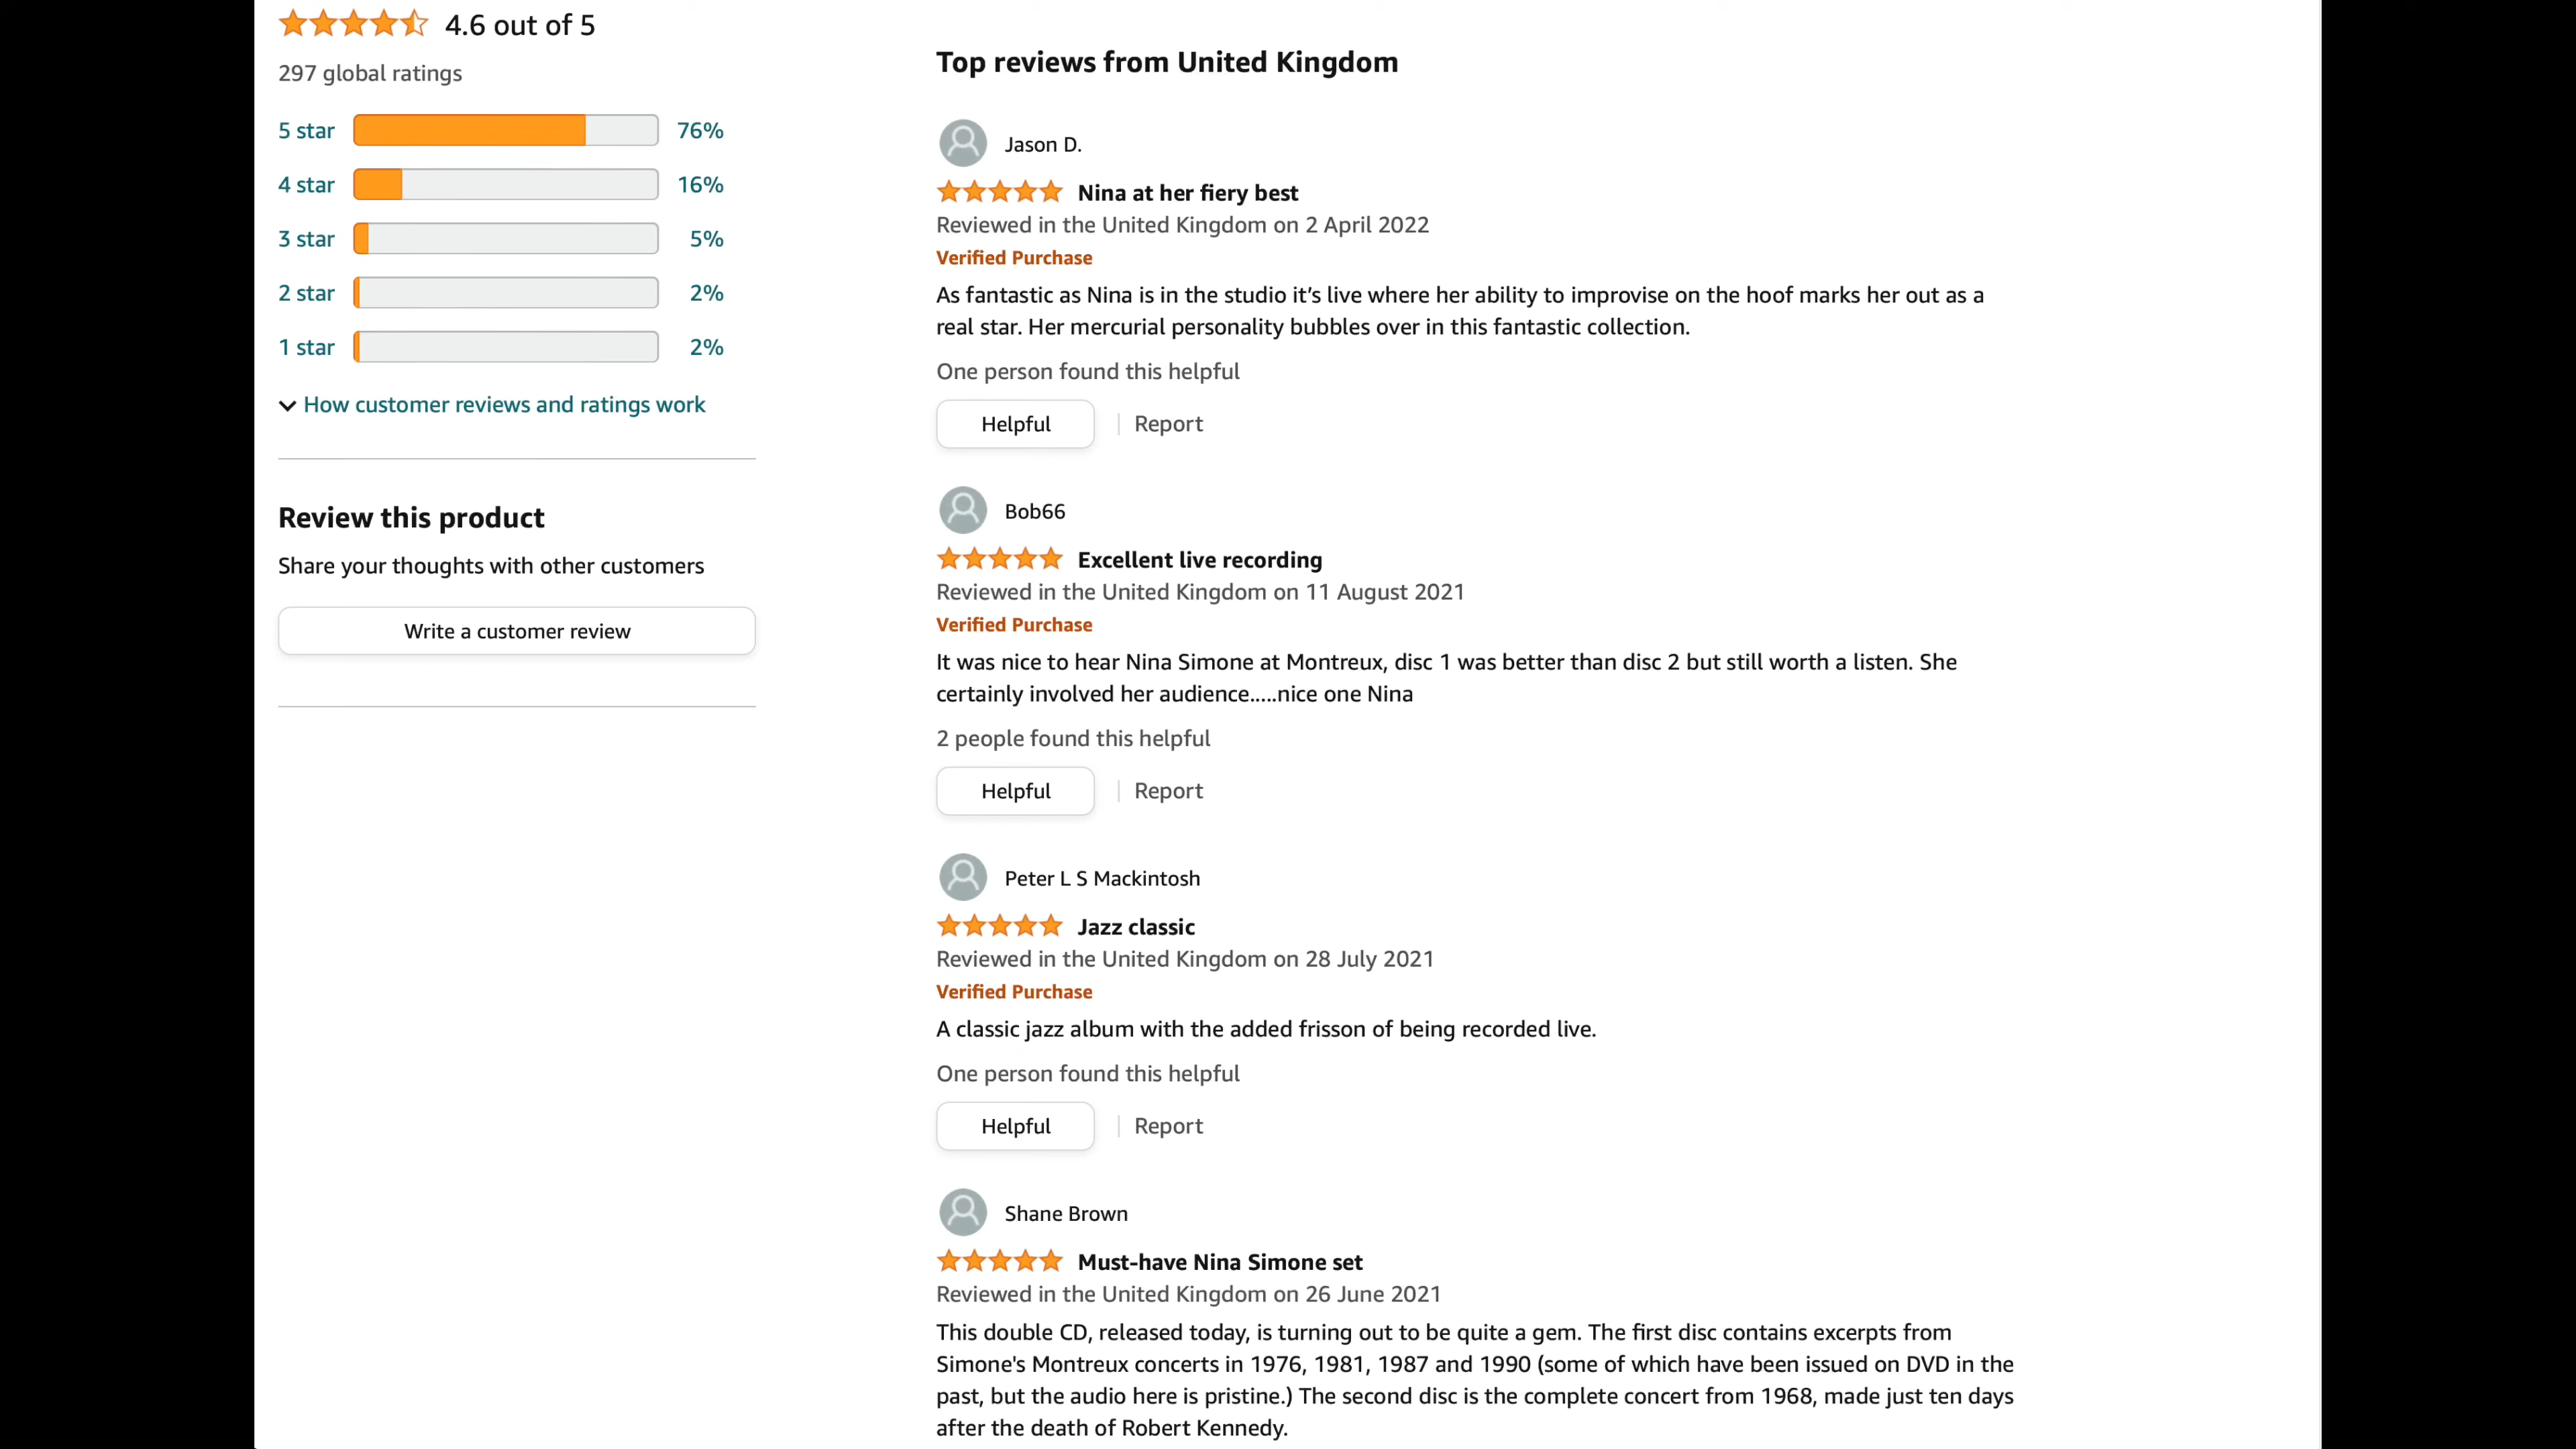 4.6 out of 5
297 global ratings
5 star 76%
4 star 16%
3 star 5%
2 star 2%
1 star 2%
How customer reviews and ratings work
Review this product
Share your thoughts with other customers
Write a customer review
Top reviews from United Kingdom
Jason D.
Nina at her fiery best
Reviewed in the United Kingdom on 2 April 2022
Verified Purchase
As fantastic as Nina is in the studio it’s live where her ability to improvise on the hoof marks her out as a
real star. Her mercurial personality bubbles over in this fantastic collection.
One person found this helpful
Helpful | Report
Bob66
Excellent live recording
Reviewed in the United Kingdom on 11 August 2021
Verified Purchase
It was nice to hear Nina Simone at Montreux, disc 1 was better than disc 2 but still worth a listen. She
certainly involved her audience.....nice one Nina
2 people found this helpful
Helpful | Report
Peter L S Mackintosh
Jazz classic
Reviewed in the United Kingdom on 28 July 2021
Verified Purchase
A classic jazz album with the added frisson of being recorded live.
One person found this helpful
Helpful | Report
Shane Brown
Must-have Nina Simone set
Reviewed in the United Kingdom on 26 June 2021
This double CD, released today, is turning out to be quite a gem. The first disc contains excerpts from
Simone's Montreux concerts in 1976, 1981, 1987 and 1990 (some of which have been issued on DVD in the
past, but the audio here is pristine.) The second disc is the complete concert from 1968, made just ten days
after the death of Robert Kennedy.